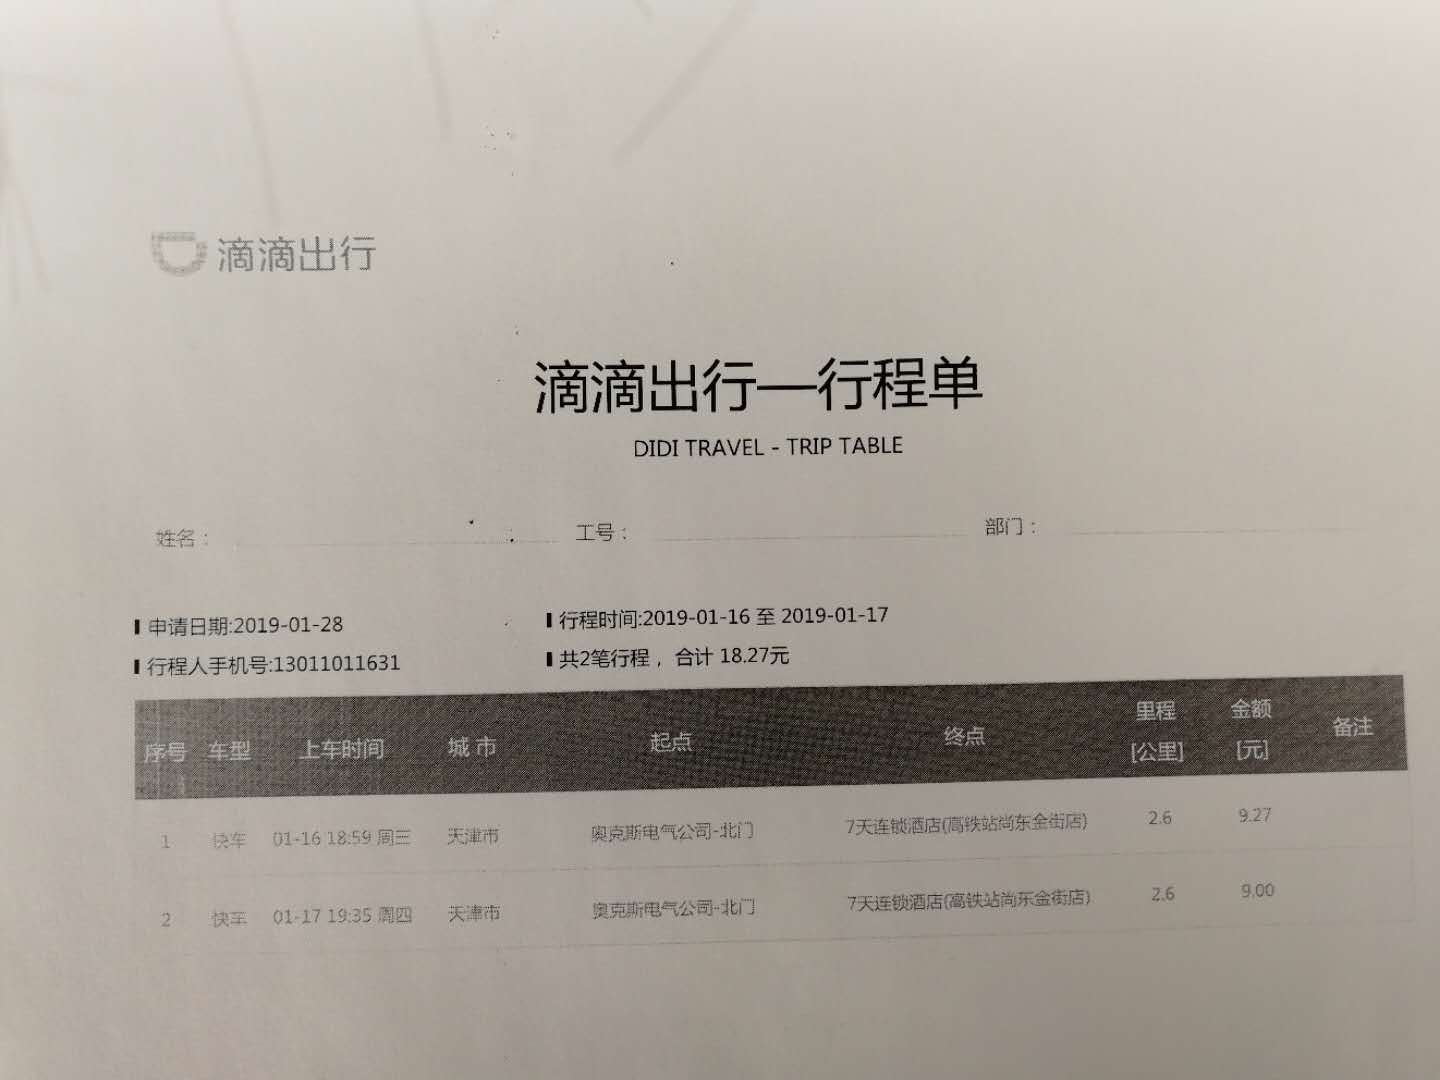 滴滴出行
滴滴出行—行程单
DIDI TRAVEL - TRIP TABLE
姓名： 工号： 部门：
申请日期:2019-01-28 行程时间:2019-01-16 至 2019-01-17
行程人手机号:13011011631 共2笔行程，合计 18.27元
序号 车型 上车时间 城市 起点 终点 里程[公里] 金额[元] 备注
1 快车 01-16 18:59 周三 天津市 奥克斯电气公司-北门 7天连锁酒店(高铁站尚东金街店) 2.6 9.27
2 快车 01-17 19:35 周四 天津市 奥克斯电气公司-北门 7天连锁酒店(高铁站尚东金街店) 2.6 9.00